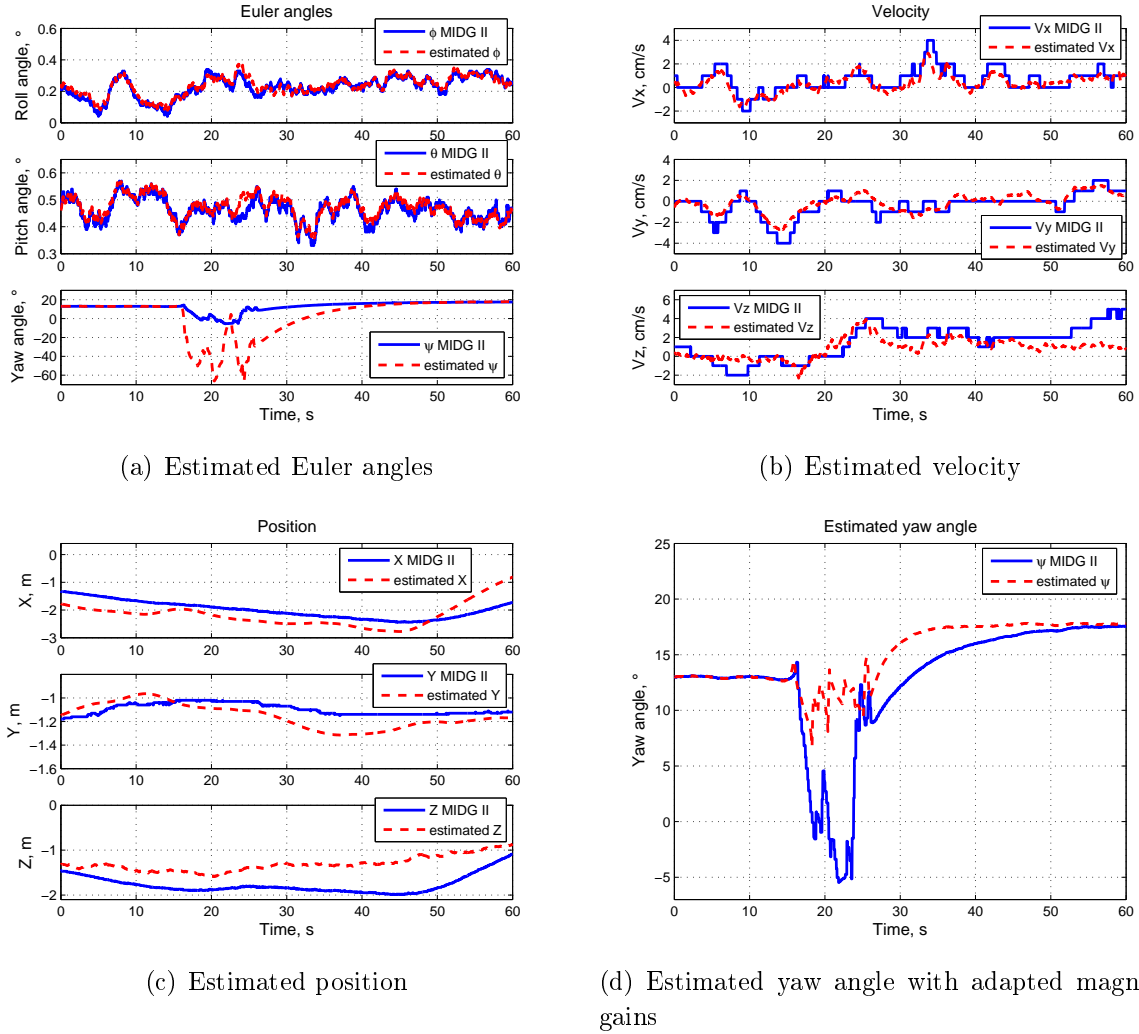 Euler angles
Roll angle, °
0.6
0.4
0.2
0
φ MIDG II
estimated φ
0 10 20 30 40 50 60
Pitch angle, °
0.6
0.5
0.4
0.3
θ MIDG II
estimated θ
0 10 20 30 40 50 60
Yaw angle, °
20
0
−20
−40
−60
ψ MIDG II
estimated ψ
0 10 20 30 40 50 60
Time, s
(a) Estimated Euler angles
Velocity
Vx, cm/s
4
2
0
−2
Vx MIDG II
estimated Vx
0 10 20 30 40 50 60
Vy, cm/s
4
2
0
−2
−4
Vy MIDG II
estimated Vy
0 10 20 30 40 50 60
Vz, cm/s
6
4
2
0
−2
Vz MIDG II
estimated Vz
0 10 20 30 40 50 60
Time, s
(b) Estimated velocity
Position
X, m
0
−1
−2
−3
X MIDG II
estimated X
0 10 20 30 40 50 60
Y, m
−1
−1.2
−1.4
−1.6
Y MIDG II
estimated Y
0 10 20 30 40 50 60
Z, m
0
−1
−2
Z MIDG II
estimated Z
0 10 20 30 40 50 60
Time, s
(c) Estimated position
Estimated yaw angle
Yaw angle, °
25
20
15
10
5
0
−5
ψ MIDG II
estimated ψ
0 10 20 30 40 50 60
Time, s
(d) Estimated yaw angle with adapted magn
gains